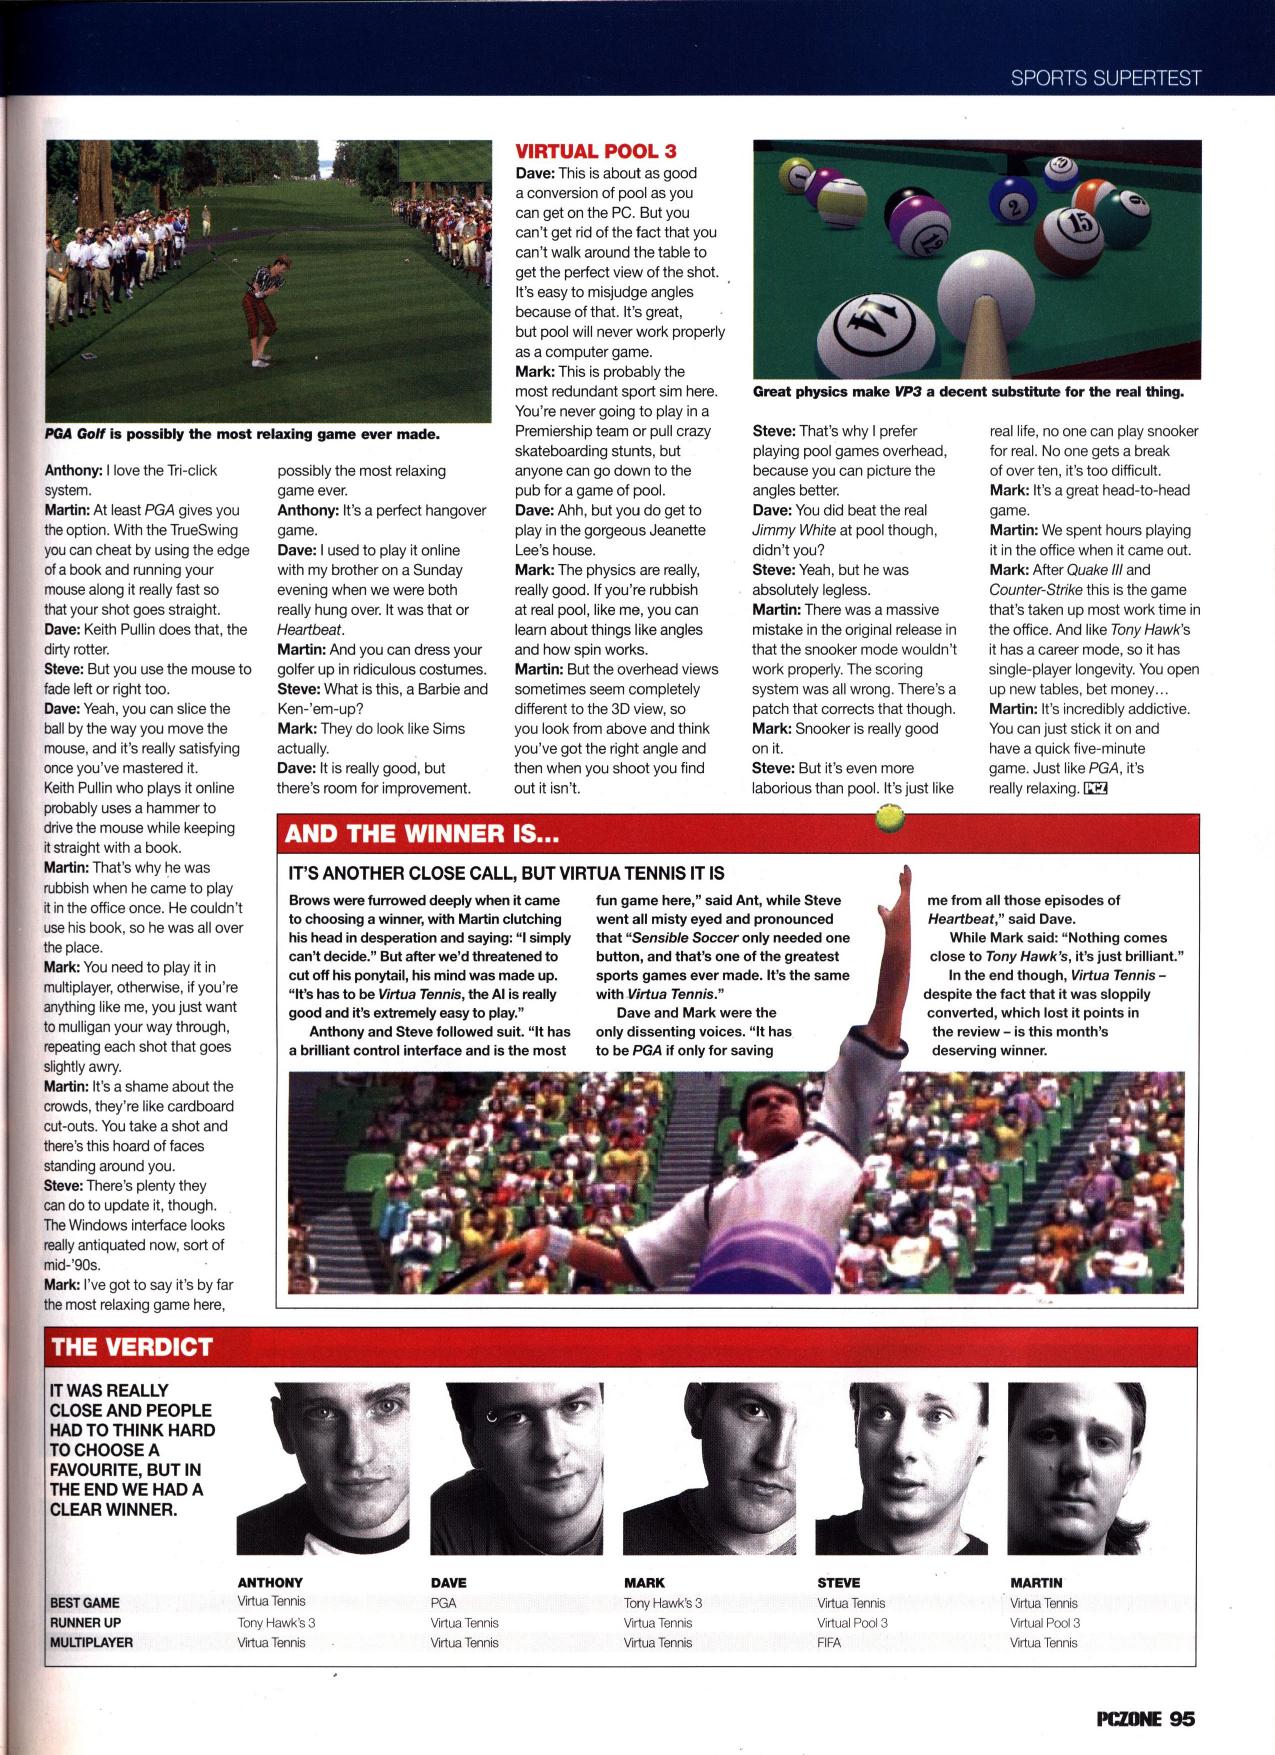 SPORTS SUPERTEST
PGA Golf is possibly the most relaxing game ever made.
Anthony: I love the Tri-click
system.
Martin: At least PGA gives you
the option. With the TrueSwing
you can cheat by using the edge
of a book and running your
mouse along it really fast so
that your shot goes straight.
Dave: Keith Pullin does that, the
dirty rotter.
Steve: But you use the mouse to
fade left or right too.
Dave: Yeah, you can slice the
ball by the way you move the
mouse, and it's really satisfying
once you've mastered it.
Keith Pullin who plays it online
probably uses a hammer to
drive the mouse while keeping
it straight with a book.
Martin: That's why he was
rubbish when he came to play
it in the office once. He couldn't
use his book, so he was all over
the place.
Mark: You need to play it in
multiplayer, otherwise, if you're
anything like me, you just want
to mulligan your way through,
repeating each shot that goes
slightly awry.
Martin: It's a shame about the
crowds, they're like cardboard
cut-outs. You take a shot and
there's this hoard of faces
standing around you.
Steve: There's plenty they
can do to update it, though.
The Windows interface looks
really antiquated now, sort of
mid-'90s.
Mark: I've got to say it's by far
the most relaxing game here,
possibly the most relaxing
game ever.
Anthony: It's a perfect hangover
game.
Dave: I used to play it online
with my brother on a Sunday
evening when we were both
really hung over. It was that or
Heartbeat.
Martin: And you can dress your
golfer up in ridiculous costumes.
Steve: What is this, a Barbie and
Ken-'em-up?
Mark: They do look like Sims
actually.
Dave: It is really good, but
there's room for improvement.
VIRTUAL POOL 3
Dave: This is about as good
a conversion of pool as you
can get on the PC. But you
can't get rid of the fact that you
can't walk around the table to
get the perfect view of the shot.
It's easy to misjudge angles
because of that. It's great,
but pool will never work properly
as a computer game.
Mark: This is probably the
most redundant sport sim here.
You're never going to play in a
Premiership team or pull crazy
skateboarding stunts, but
anyone can go down to the
pub for a game of pool.
Dave: Ahh, but you do get to
play in the gorgeous Jeanette
Lee's house.
Mark: The physics are really,
really good. If you're rubbish
at real pool, like me, you can
learn about things like angles
and how spin works.
Martin: But the overhead views
sometimes seem completely
different to the 3D view, so
you look from above and think
you've got the right angle and
then when you shoot you find
out it isn't.
1
12
2
10
15
9
14
Great physics make VP3 a decent substitute for the real thing.
Steve: That's why I prefer
playing pool games overhead,
because you can picture the
angles better.
Dave: You did beat the real
Jimmy White at pool though,
didn't you?
Steve: Yeah, but he was
absolutely legless.
Martin: There was a massive
mistake in the original release in
that the snooker mode wouldn't
work properly. The scoring
system was all wrong. There's a
patch that corrects that though.
Mark: Snooker is really good
on it.
Steve: But it's even more
laborious than pool. It's just like
real life, no one can play snooker
for real. No one gets a break
of over ten, it's too difficult.
Mark: It's a great head-to-head
game.
Martin: We spent hours playing
it in the office when it came out.
Mark: After Quake III and
Counter-Strike this is the game
that's taken up most work time in
the office. And like Tony Hawk's
it has a career mode, so it has
single-player longevity. You open
up new tables, bet money...
Martin: It's incredibly addictive.
You can just stick it on and
have a quick five-minute
game. Just like PGA, it's
really relaxing. PCZ
AND THE WINNER IS...
IT'S ANOTHER CLOSE CALL, BUT VIRTUA TENNIS IT IS
Brows were furrowed deeply when it came
to choosing a winner, with Martin clutching
his head in desperation and saying: "I simply
can't decide." But after we'd threatened to
cut off his ponytail, his mind was made up.
"It's has to be Virtua Tennis, the AI is really
good and it's extremely easy to play."
Anthony and Steve followed suit. "It has
a brilliant control interface and is the most
fun game here," said Ant, while Steve
went all misty eyed and pronounced
that "Sensible Soccer only needed one
button, and that's one of the greatest
sports games ever made. It's the same
with Virtua Tennis."
Dave and Mark were the
only dissenting voices. "It has
to be PGA if only for saving
me from all those episodes of
Heartbeat," said Dave.
While Mark said: "Nothing comes
close to Tony Hawk's, it's just brilliant."
In the end though, Virtua Tennis –
despite the fact that it was sloppily
converted, which lost it points in
the review – is this month's
deserving winner.
THE VERDICT
IT WAS REALLY
CLOSE AND PEOPLE
HAD TO THINK HARD
TO CHOOSE A
FAVOURITE, BUT IN
THE END WE HAD A
CLEAR WINNER.
ANTHONY DAVE MARK STEVE MARTIN
BEST GAME Virtua Tennis PGA Tony Hawk's 3 Virtua Tennis Virtua Tennis
RUNNER UP Tony Hawk's 3 Virtua Tennis Virtua Tennis Virtual Pool 3 Virtual Pool 3
MULTIPLAYER Virtua Tennis Virtua Tennis Virtua Tennis FIFA Virtua Tennis
PCZONE 95